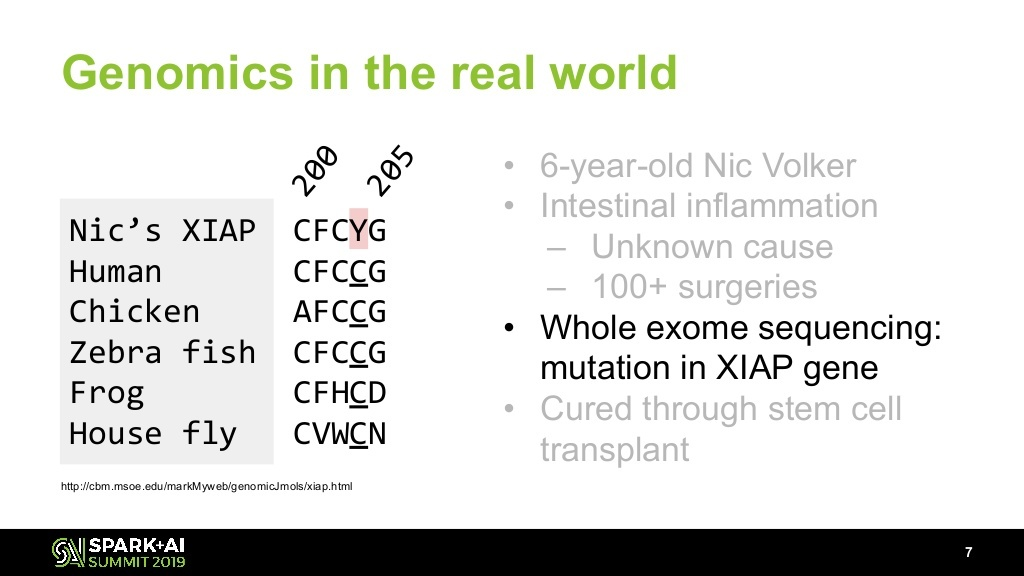 Genomics in the real world
200 205
Nic’s XIAP CFCYG
Human CFCCG
Chicken AFCCG
Zebra fish CFCCG
Frog CFHCD
House fly CVWCN
http://cbm.msoe.edu/markMyweb/genomicJmols/xiap.html
• 6-year-old Nic Volker
• Intestinal inflammation
– Unknown cause
– 100+ surgeries
• Whole exome sequencing:
mutation in XIAP gene
• Cured through stem cell
transplant
SPARK+AI
SUMMIT 2019
7